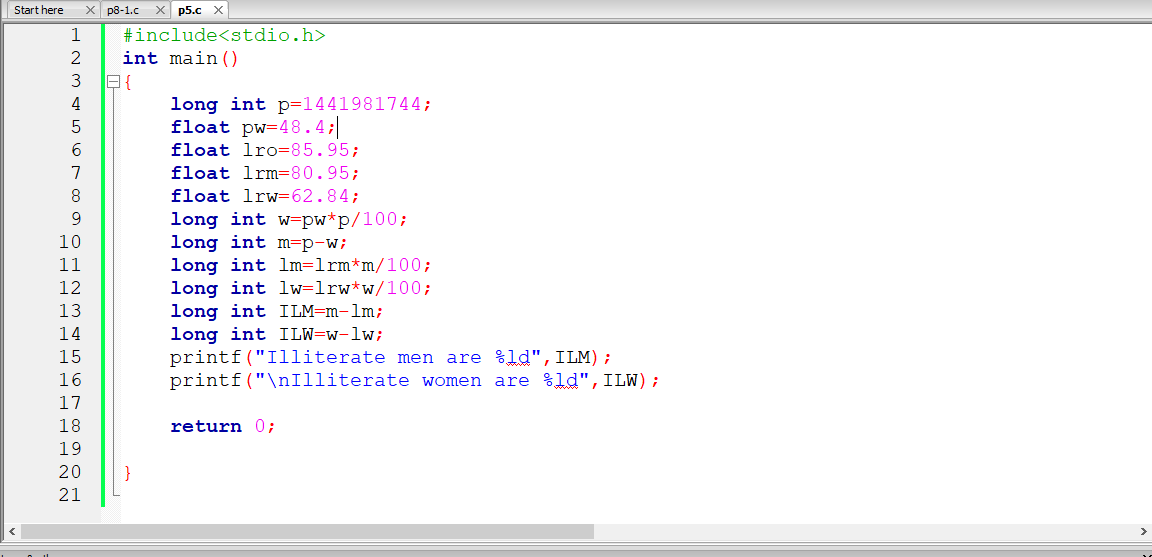 Start here p8-1.c p5.c
1 #include<stdio.h>
2 int main()
3 {
4 long int p=1441981744;
5 float pw=48.4;
6 float lro=85.95;
7 float lrm=80.95;
8 float lrw=62.84;
9 long int w=pw*p/100;
10 long int m=p-w;
11 long int lm=lrm*m/100;
12 long int lw=lrw*w/100;
13 long int ILM=m-lm;
14 long int ILW=w-lw;
15 printf("Illiterate men are %ld",ILM);
16 printf("\nIlliterate women are %ld",ILW);
17
18 return 0;
19
20 }
21